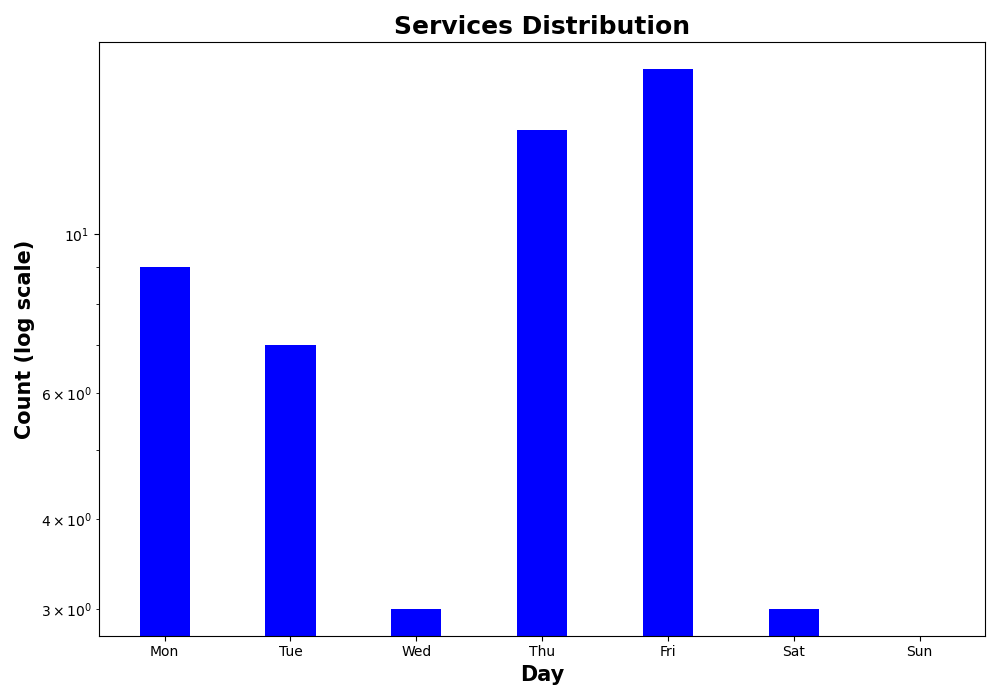 Services Distribution
Count (log scale)
10¹
6 × 10⁰
4 × 10⁰
3 × 10⁰
Mon Tue Wed Thu Fri Sat Sun
Day